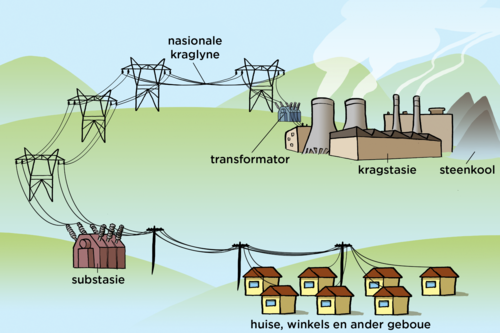 nasionale
kraglyne
transformator
kragstasie
steenkool
substasie
huise, winkels en ander geboue